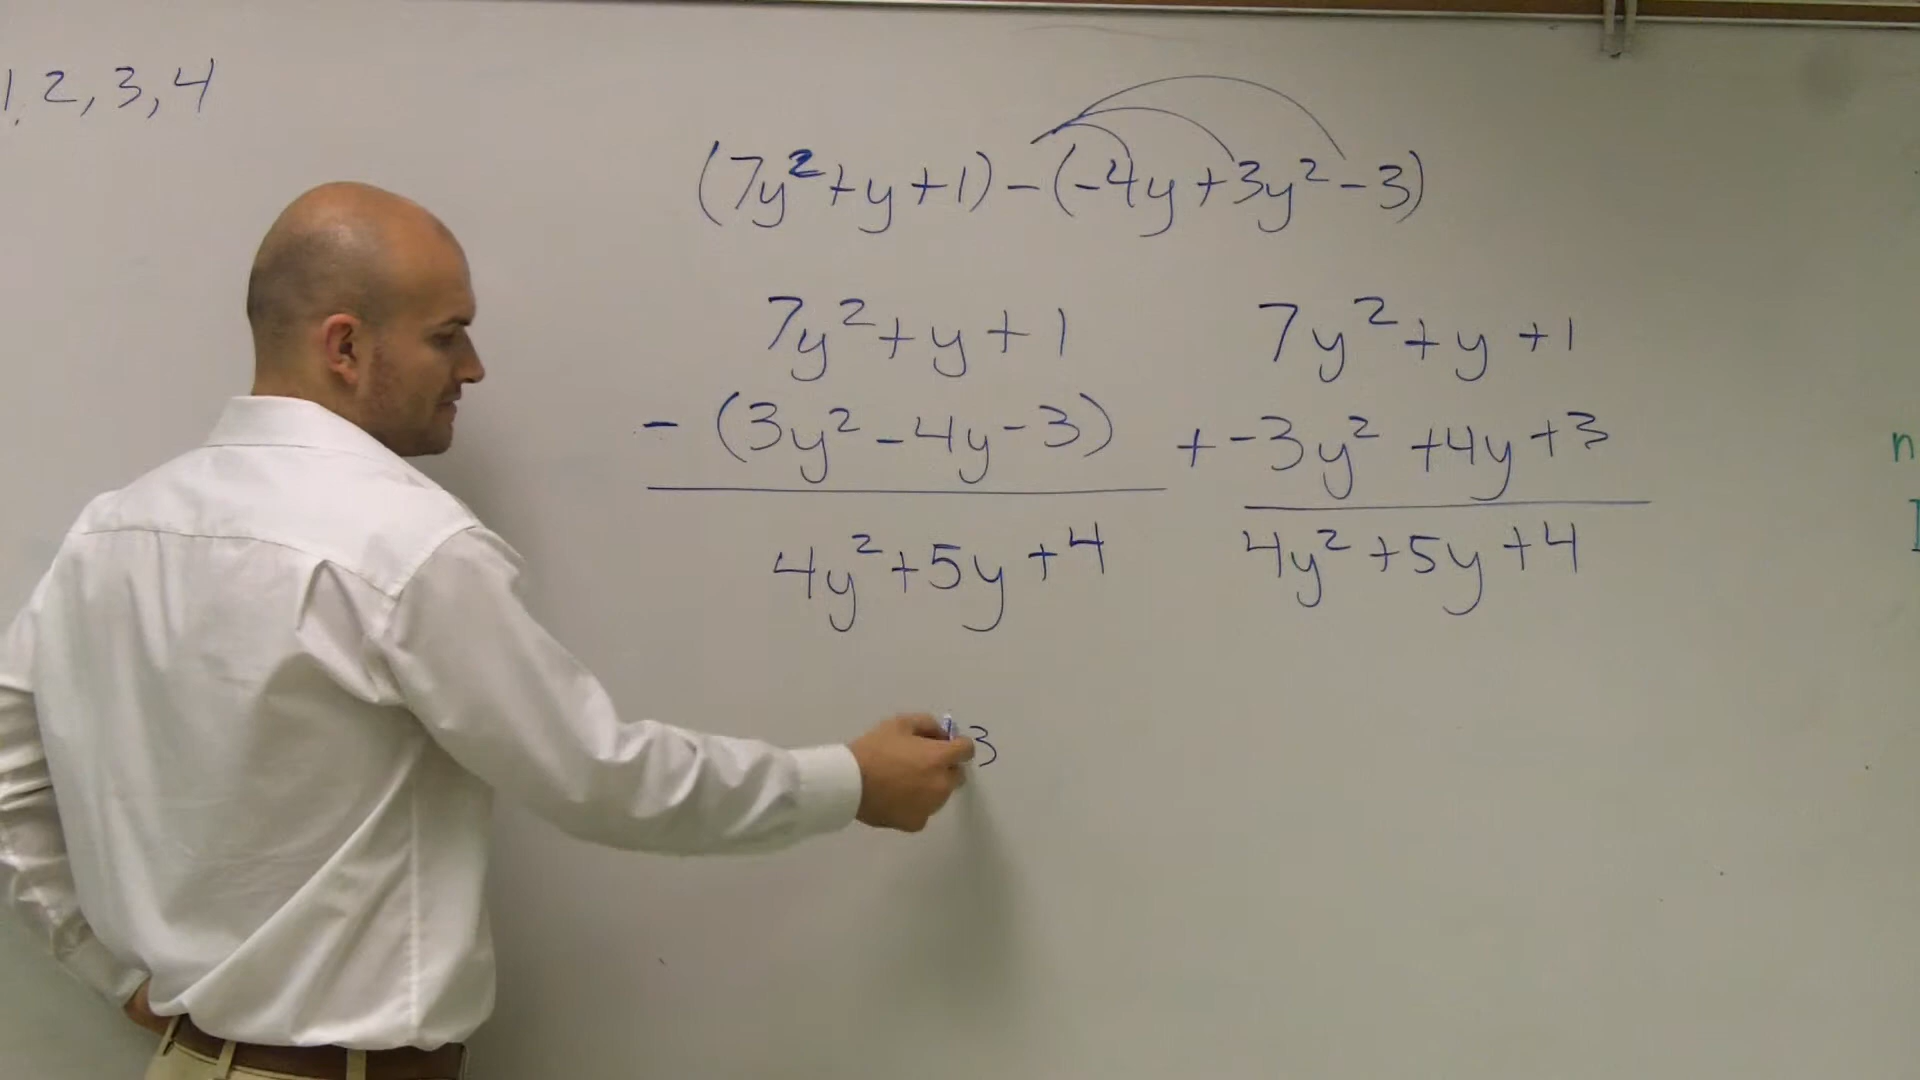 1, 2, 3, 4
(7y²+y+1)-(-4y+3y²-3)
7y²+y+1
-(3y²-4y-3)
4y²+5y+4
7y²+y+1
+-3y²+4y+3
4y²+5y+4
3
n